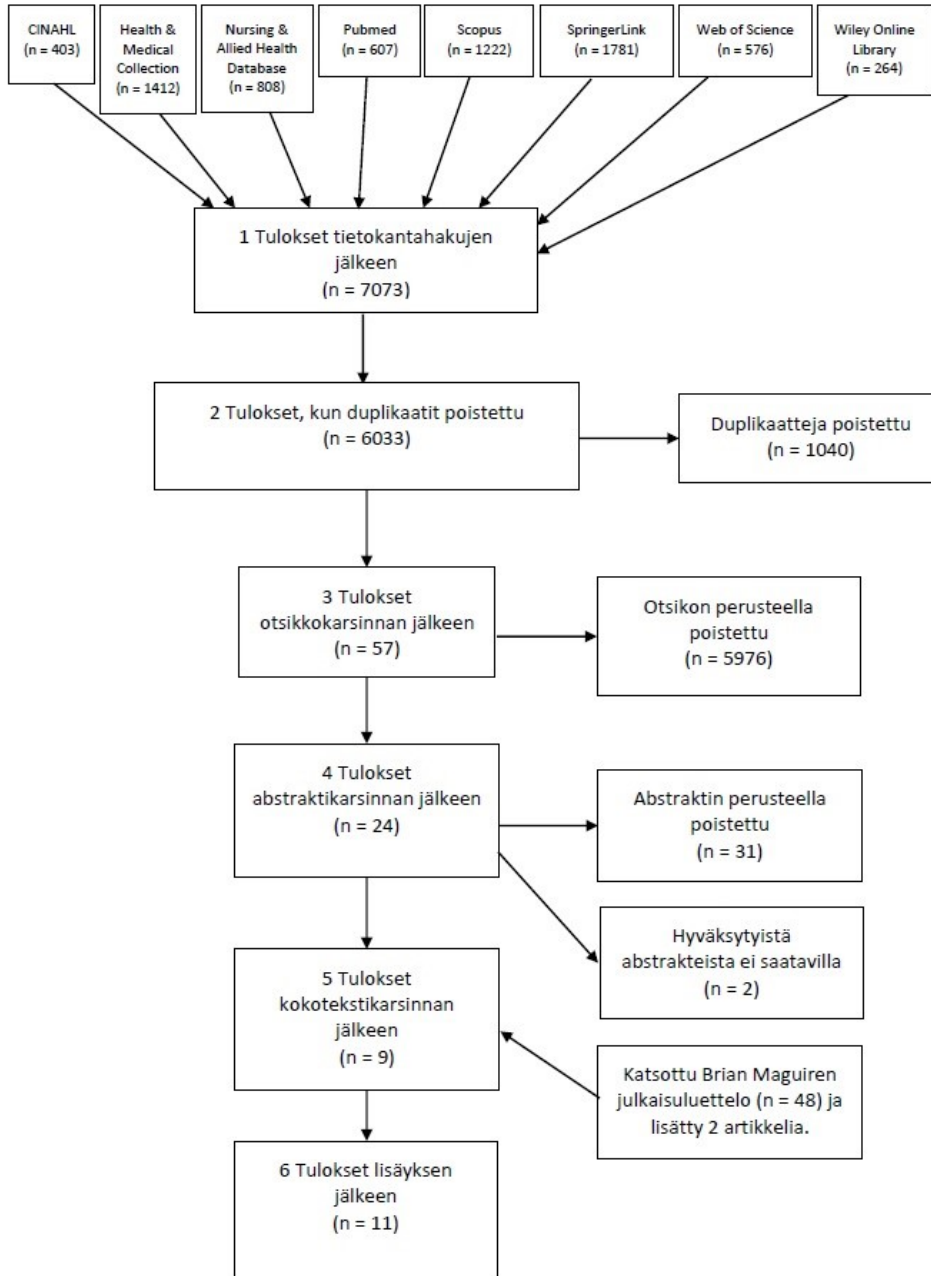 CINAHL
(n = 403)
Health &
Medical
Collection
(n = 1412)
Nursing &
Allied Health
Database
(n = 808)
Pubmed
(n = 607)
Scopus
(n = 1222)
SpringerLink
(n = 1781)
Web of Science
(n = 576)
Wiley Online
Library
(n = 264)
1 Tulokset tietokantahakujen
jälkeen
(n = 7073)
2 Tulokset, kun duplikaatit poistettu
(n = 6033)
Duplikaatteja poistettu
(n = 1040)
3 Tulokset
otsikkokarsinnan jälkeen
(n = 57)
Otsikon perusteella
poistettu
(n = 5976)
4 Tulokset
abstraktikarsinnan jälkeen
(n = 24)
Abstraktin perusteella
poistettu
(n = 31)
Hyväksytyistä
abstrakteista ei saatavilla
(n = 2)
5 Tulokset
kokotekstikarsinnan
jälkeen
(n = 9)
Katsottu Brian Maguiren
julkaisuluettelo (n = 48) ja
lisätty 2 artikkelia.
6 Tulokset lisäyksen
jälkeen
(n = 11)